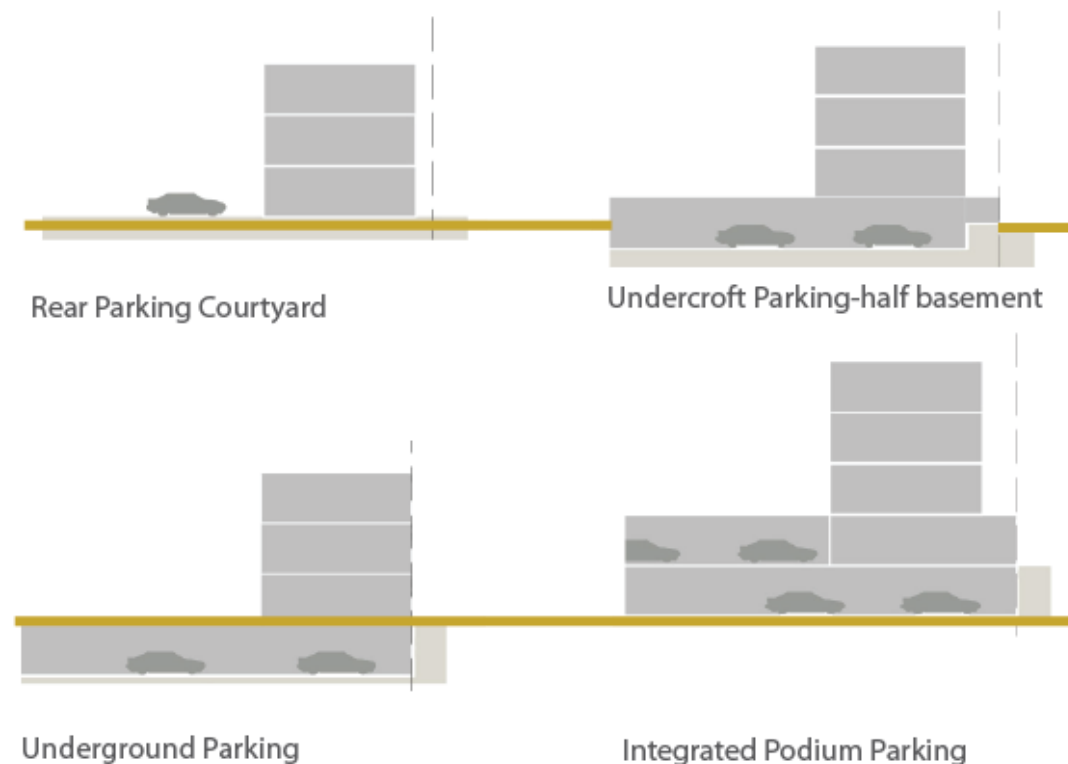 Rear Parking Courtyard
Undercroft Parking-half basement
Underground Parking
Integrated Podium Parking